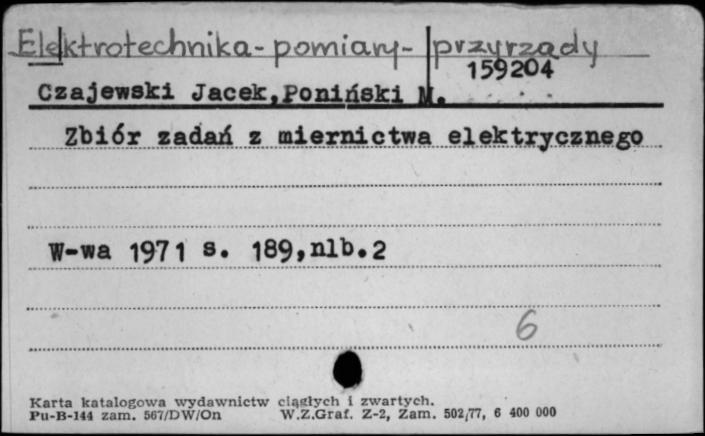 Elektrotechnika - pomiary - przyrządy
159204
Czajewski Jacek, Poniński M.
Zbiór zadań z miernictwa elektrycznego
W-wa 1971 s. 189, nlb. 2
6
Karta katalogowa wydawnictw ciągłych i zwartych.
Pu-B-144 zam. 567/DW/On W.Z.Graf. Z-2, Zam. 502/77, 6 400 000